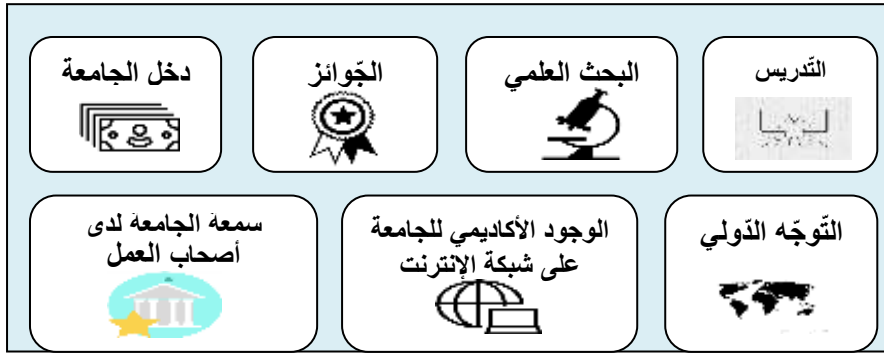 التّدريس
البحث العلمي
الجّوائز
دخل الجامعة
التّوجّه الدّولي
الوجود الأكاديمي للجامعة
على شبكة الإنترنت
سمعة الجامعة لدى
أصحاب العمل